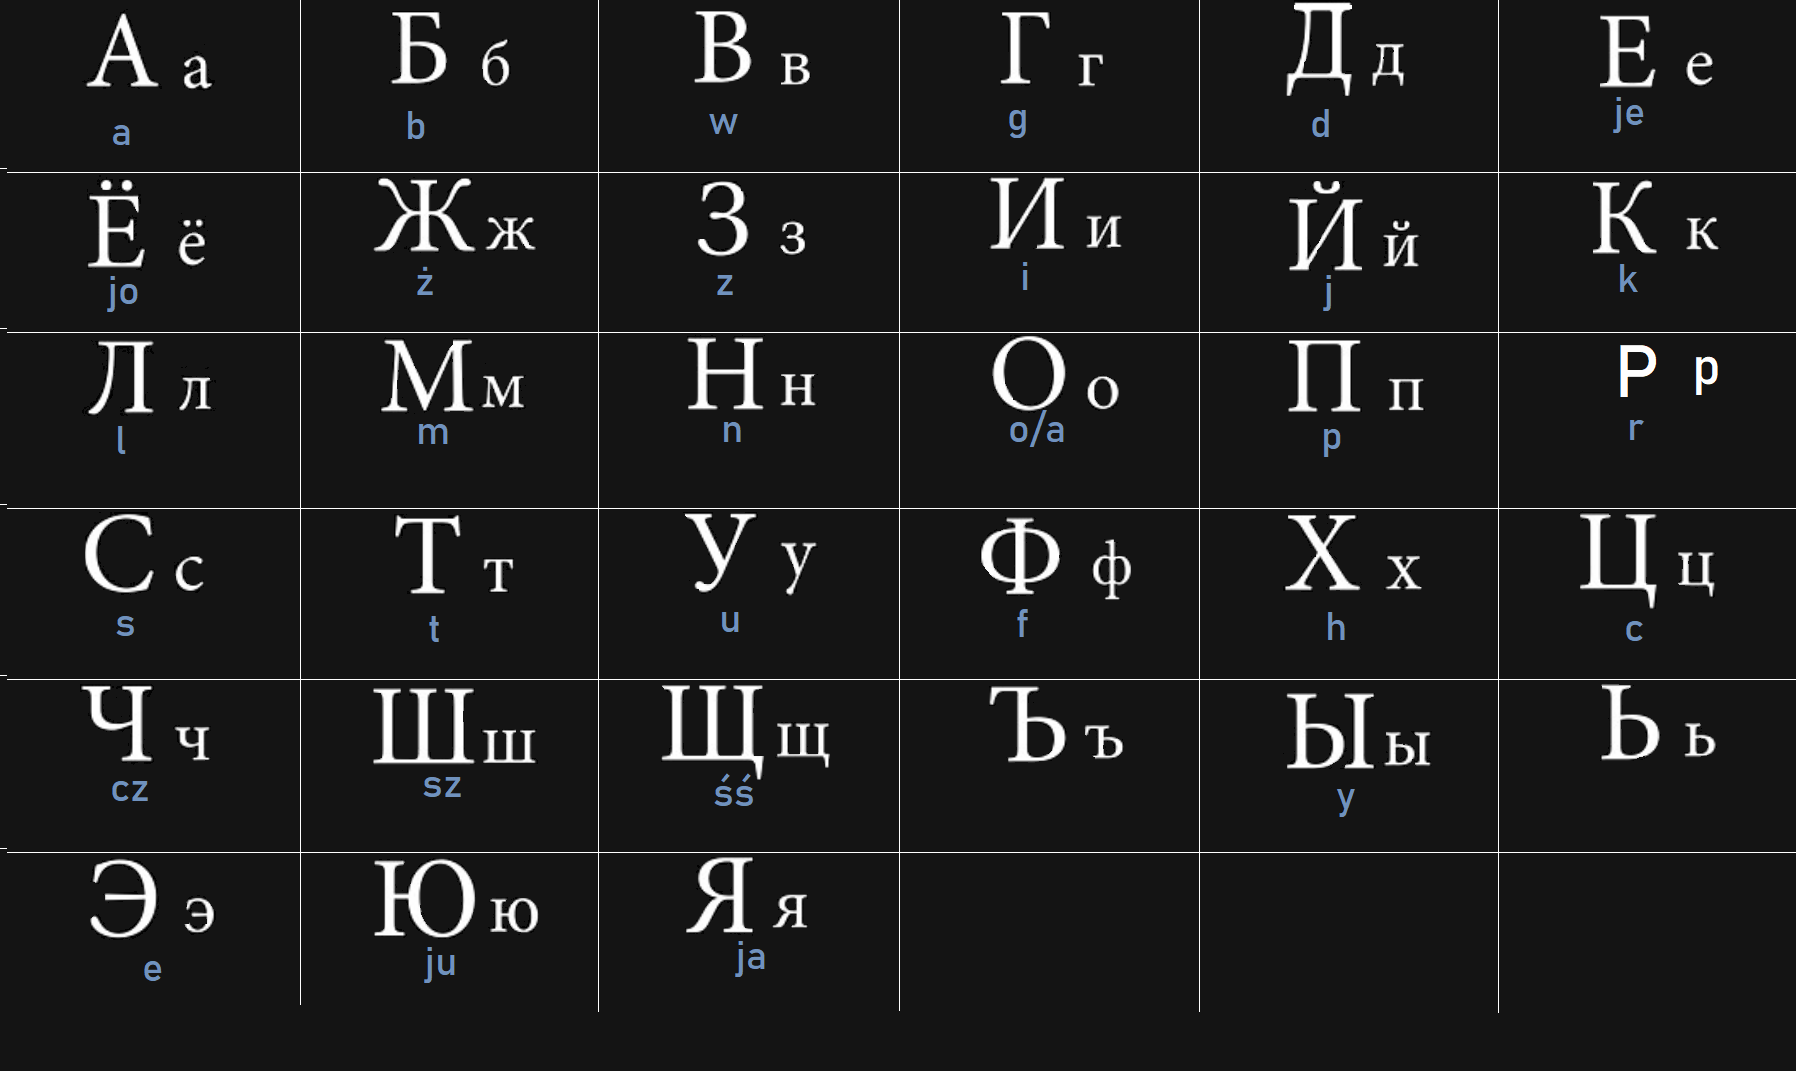 А а Б б В в Г г Д д Е е
a b w g d je
Ё ё Ж ж З з И и Й й К к
jo ż z i j k
Л л М м Н н О о П п Р р
l m n o/a p r
С с Т т У у Ф ф Х х Ц ц
s t u f h c
Ч ч Ш ш Щ щ Ъ ъ Ы ы Ь ь
cz sz śś y
Э э Ю ю Я я
e ju ja